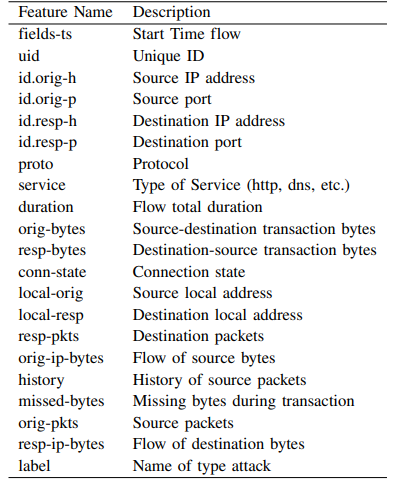 Feature Name Description
fields-ts Start Time flow
uid Unique ID
id.orig-h Source IP address
id.orig-p Source port
id.resp-h Destination IP address
id.resp-p Destination port
proto Protocol
service Type of Service (http, dns, etc.)
duration Flow total duration
orig-bytes Source-destination transaction bytes
resp-bytes Destination-source transaction bytes
conn-state Connection state
local-orig Source local address
local-resp Destination local address
resp-pkts Destination packets
orig-ip-bytes Flow of source bytes
history History of source packets
missed-bytes Missing bytes during transaction
orig-pkts Source packets
resp-ip-bytes Flow of destination bytes
label Name of type attack